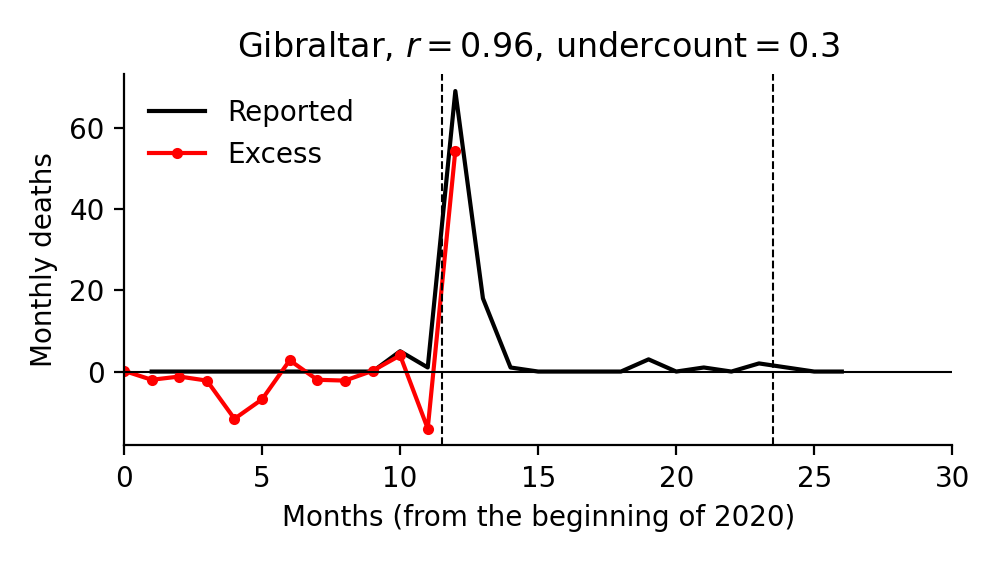 Gibraltar, r = 0.96, undercount = 0.3
Reported
Excess
Monthly deaths
60
40
20
0
0 5 10 15 20 25 30
Months (from the beginning of 2020)